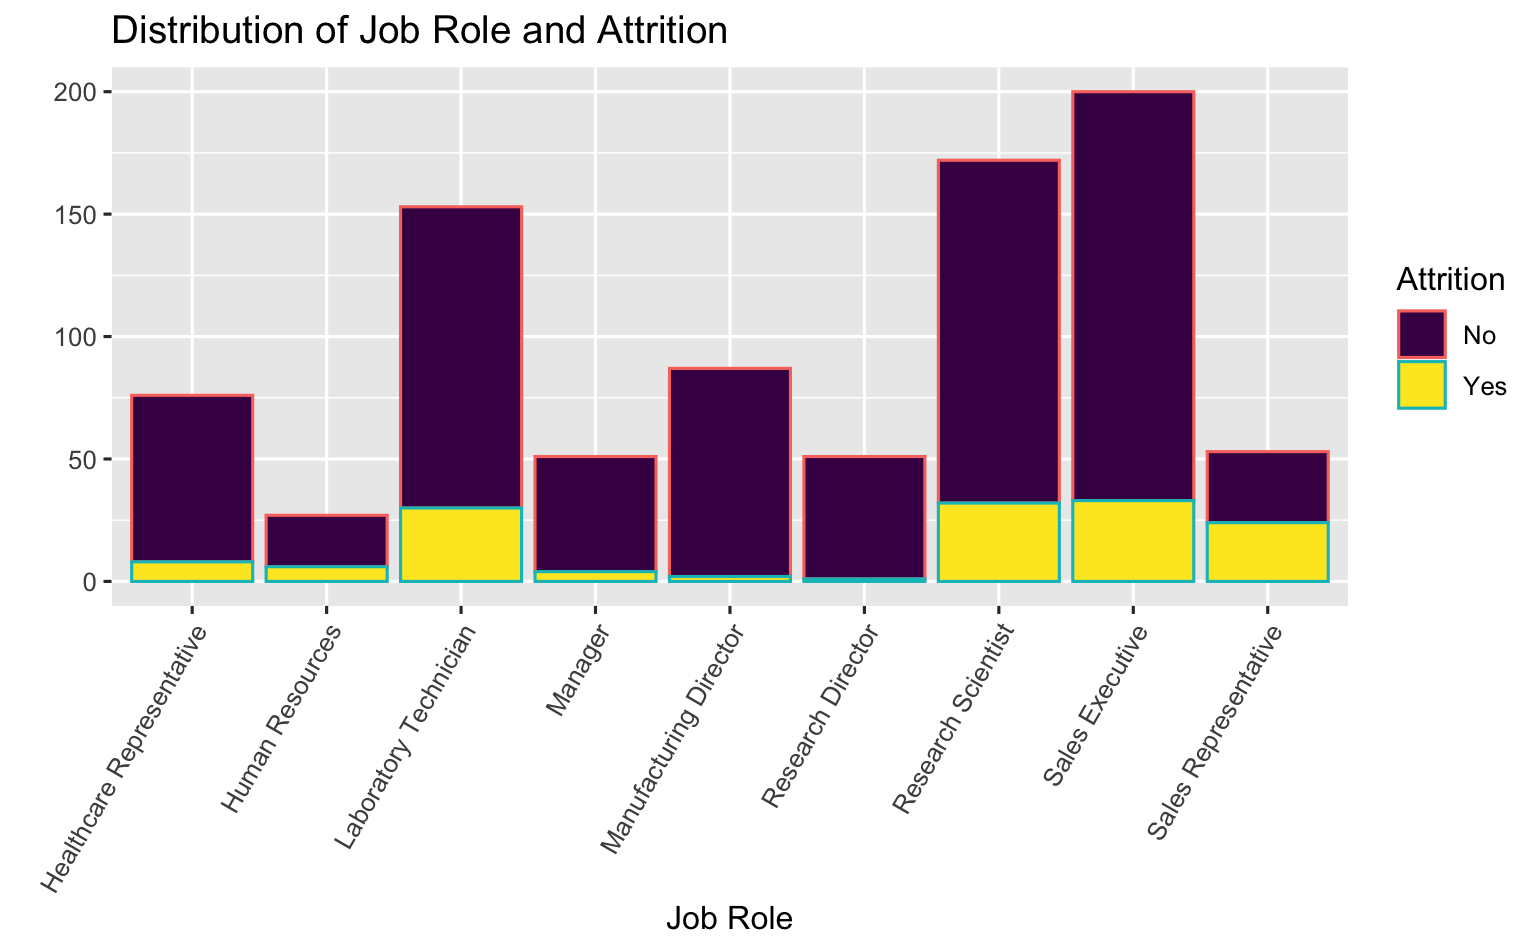 Distribution of Job Role and Attrition
200
150
100
50
0
Healthcare Representative
Human Resources
Laboratory Technician
Manager
Manufacturing Director
Research Director
Research Scientist
Sales Executive
Sales Representative
Job Role
Attrition
No
Yes